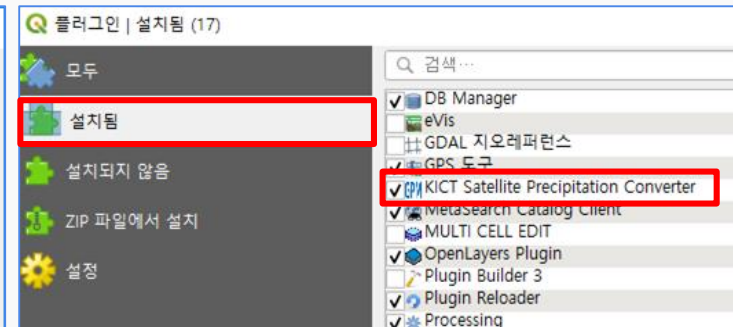 플러그인 | 설치됨 (17)
모두
설치됨
설치되지 않음
ZIP 파일에서 설치
설정
검색…
DB Manager
eVis
GDAL 지오레퍼런스
GPS 도구
GPM KICT Satellite Precipitation Converter
MetaSearch Catalog Client
MULTI CELL EDIT
OpenLayers Plugin
Plugin Builder 3
Plugin Reloader
Processing